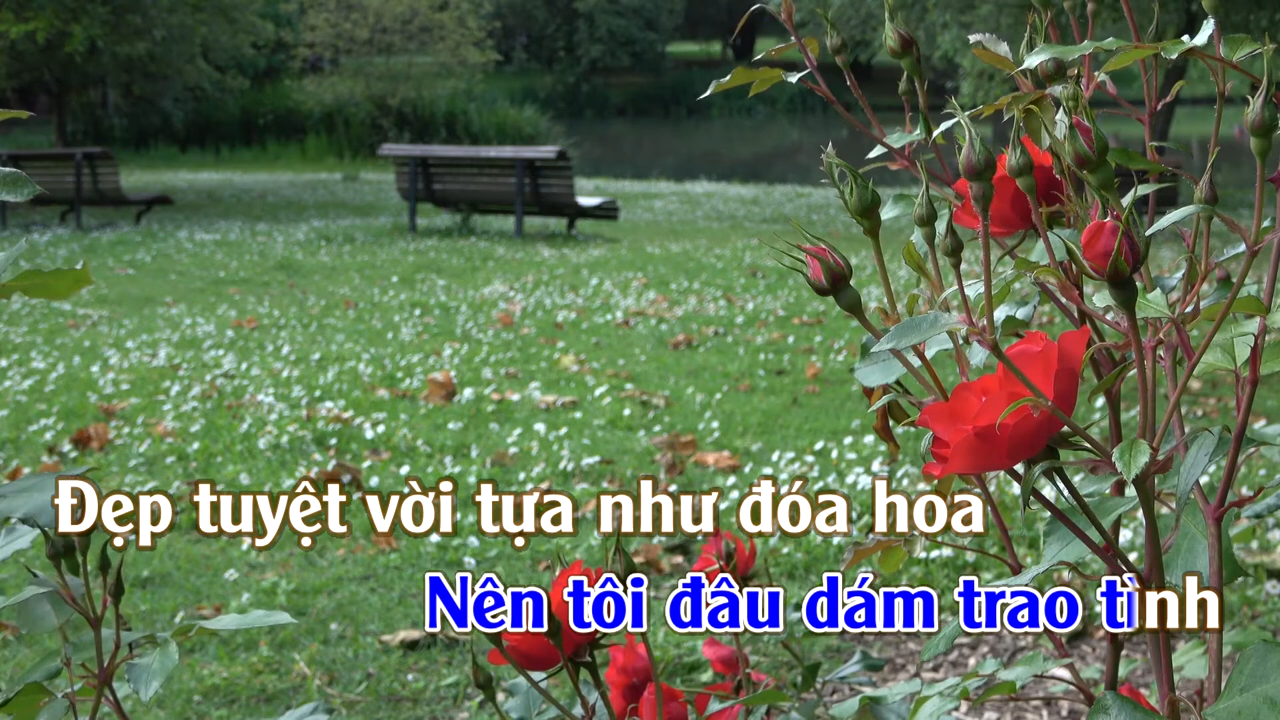 Đẹp tuyệt vời tựa như đóa hoa
Nên tôi đâu dám trao tình